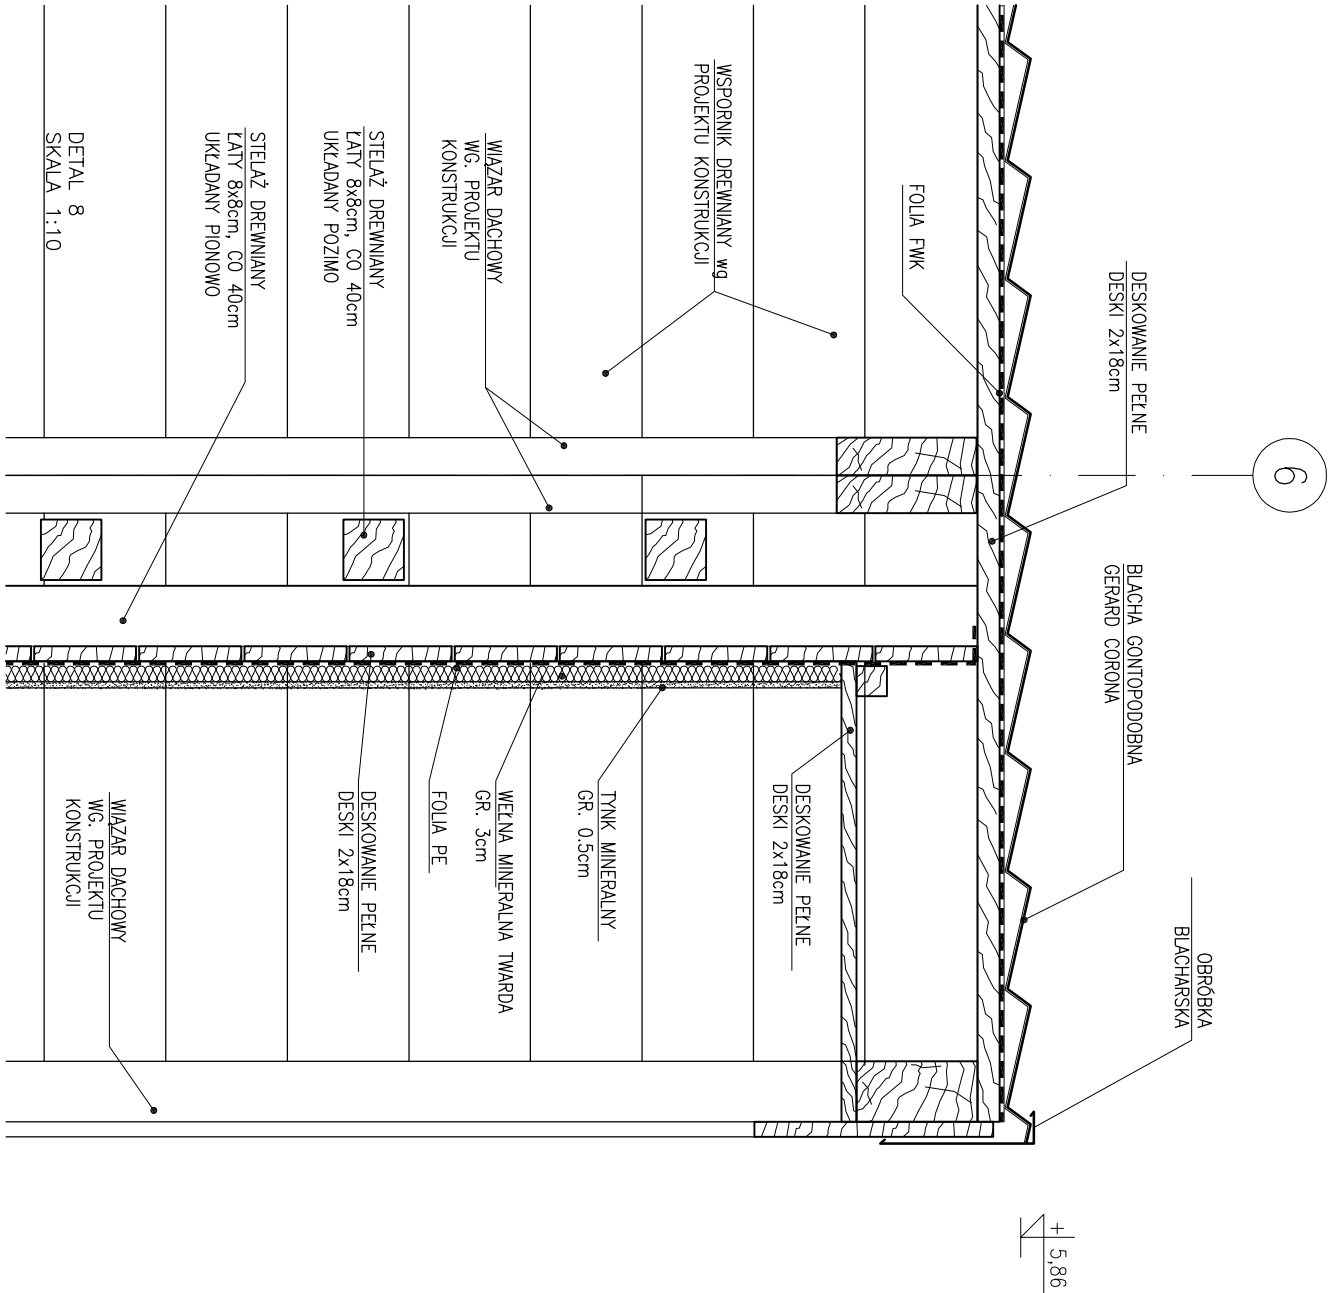 6
DESKOWANIE PEŁNE
DESKI 2x18cm
BLACHA GONTOPODOBNA
GERARD CORONA
OBRÓBKA
BLACHARSKA
+ 5,86
FOLIA FWK
WSPORNIK DREWNIANY wg
PROJEKTU KONSTRUKCJI
WIĄZAR DACHOWY
WG. PROJEKTU
KONSTRUKCJI
STELAŻ DREWNIANY
ŁATY 8x8cm, CO 40cm
UKŁADANY POZIMO
STELAŻ DREWNIANY
ŁATY 8x8cm, CO 40cm
UKŁADANY PIONOWO
DESKOWANIE PEŁNE
DESKI 2x18cm
TYNK MINERALNY
GR. 0.5cm
WEŁNA MINERALNA TWARDA
GR. 3cm
FOLIA PE
DESKOWANIE PEŁNE
DESKI 2x18cm
WIĄZAR DACHOWY
WG. PROJEKTU
KONSTRUKCJI
DETAL 8
SKALA 1:10